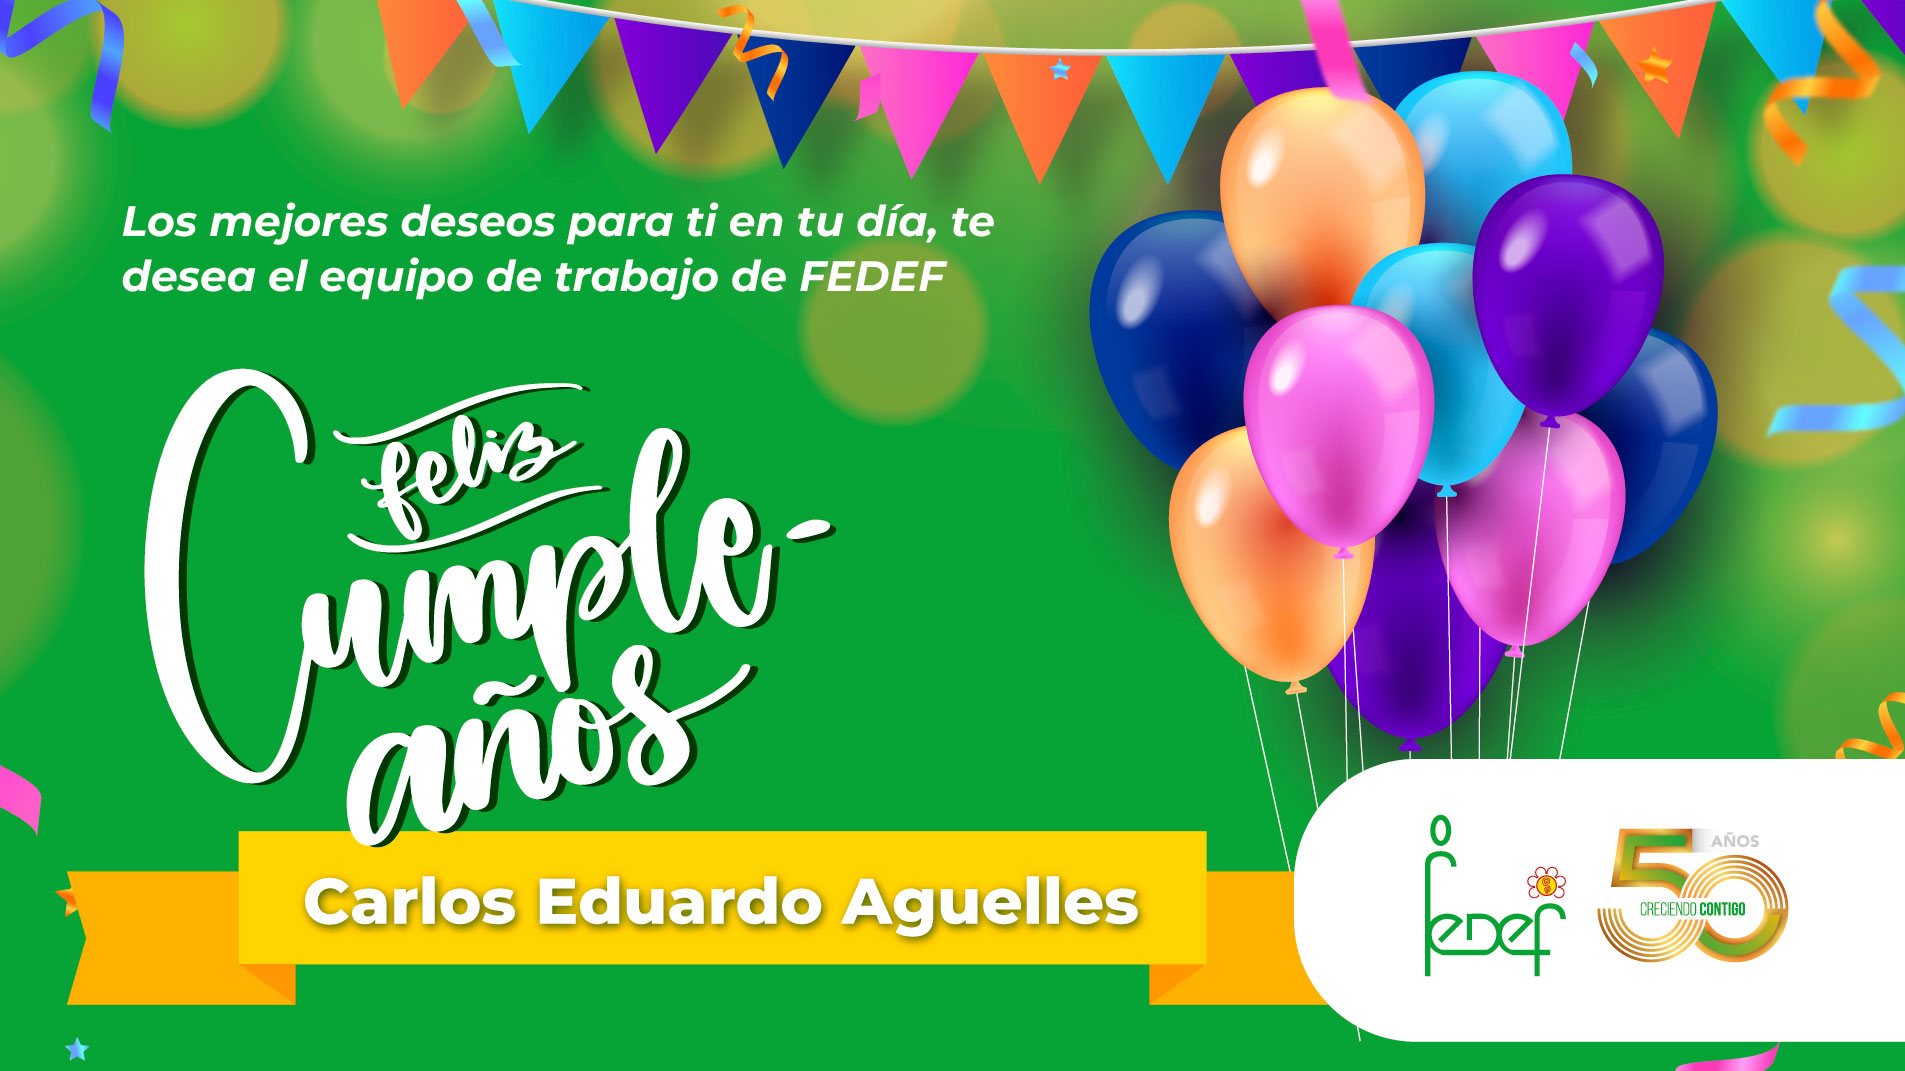 Los mejores deseos para ti en tu día, te
desea el equipo de trabajo de FEDEF
feliz
Cumple-
años
Carlos Eduardo Aguelles
FEDEF
50 AÑOS
CRECIENDO CONTIGO